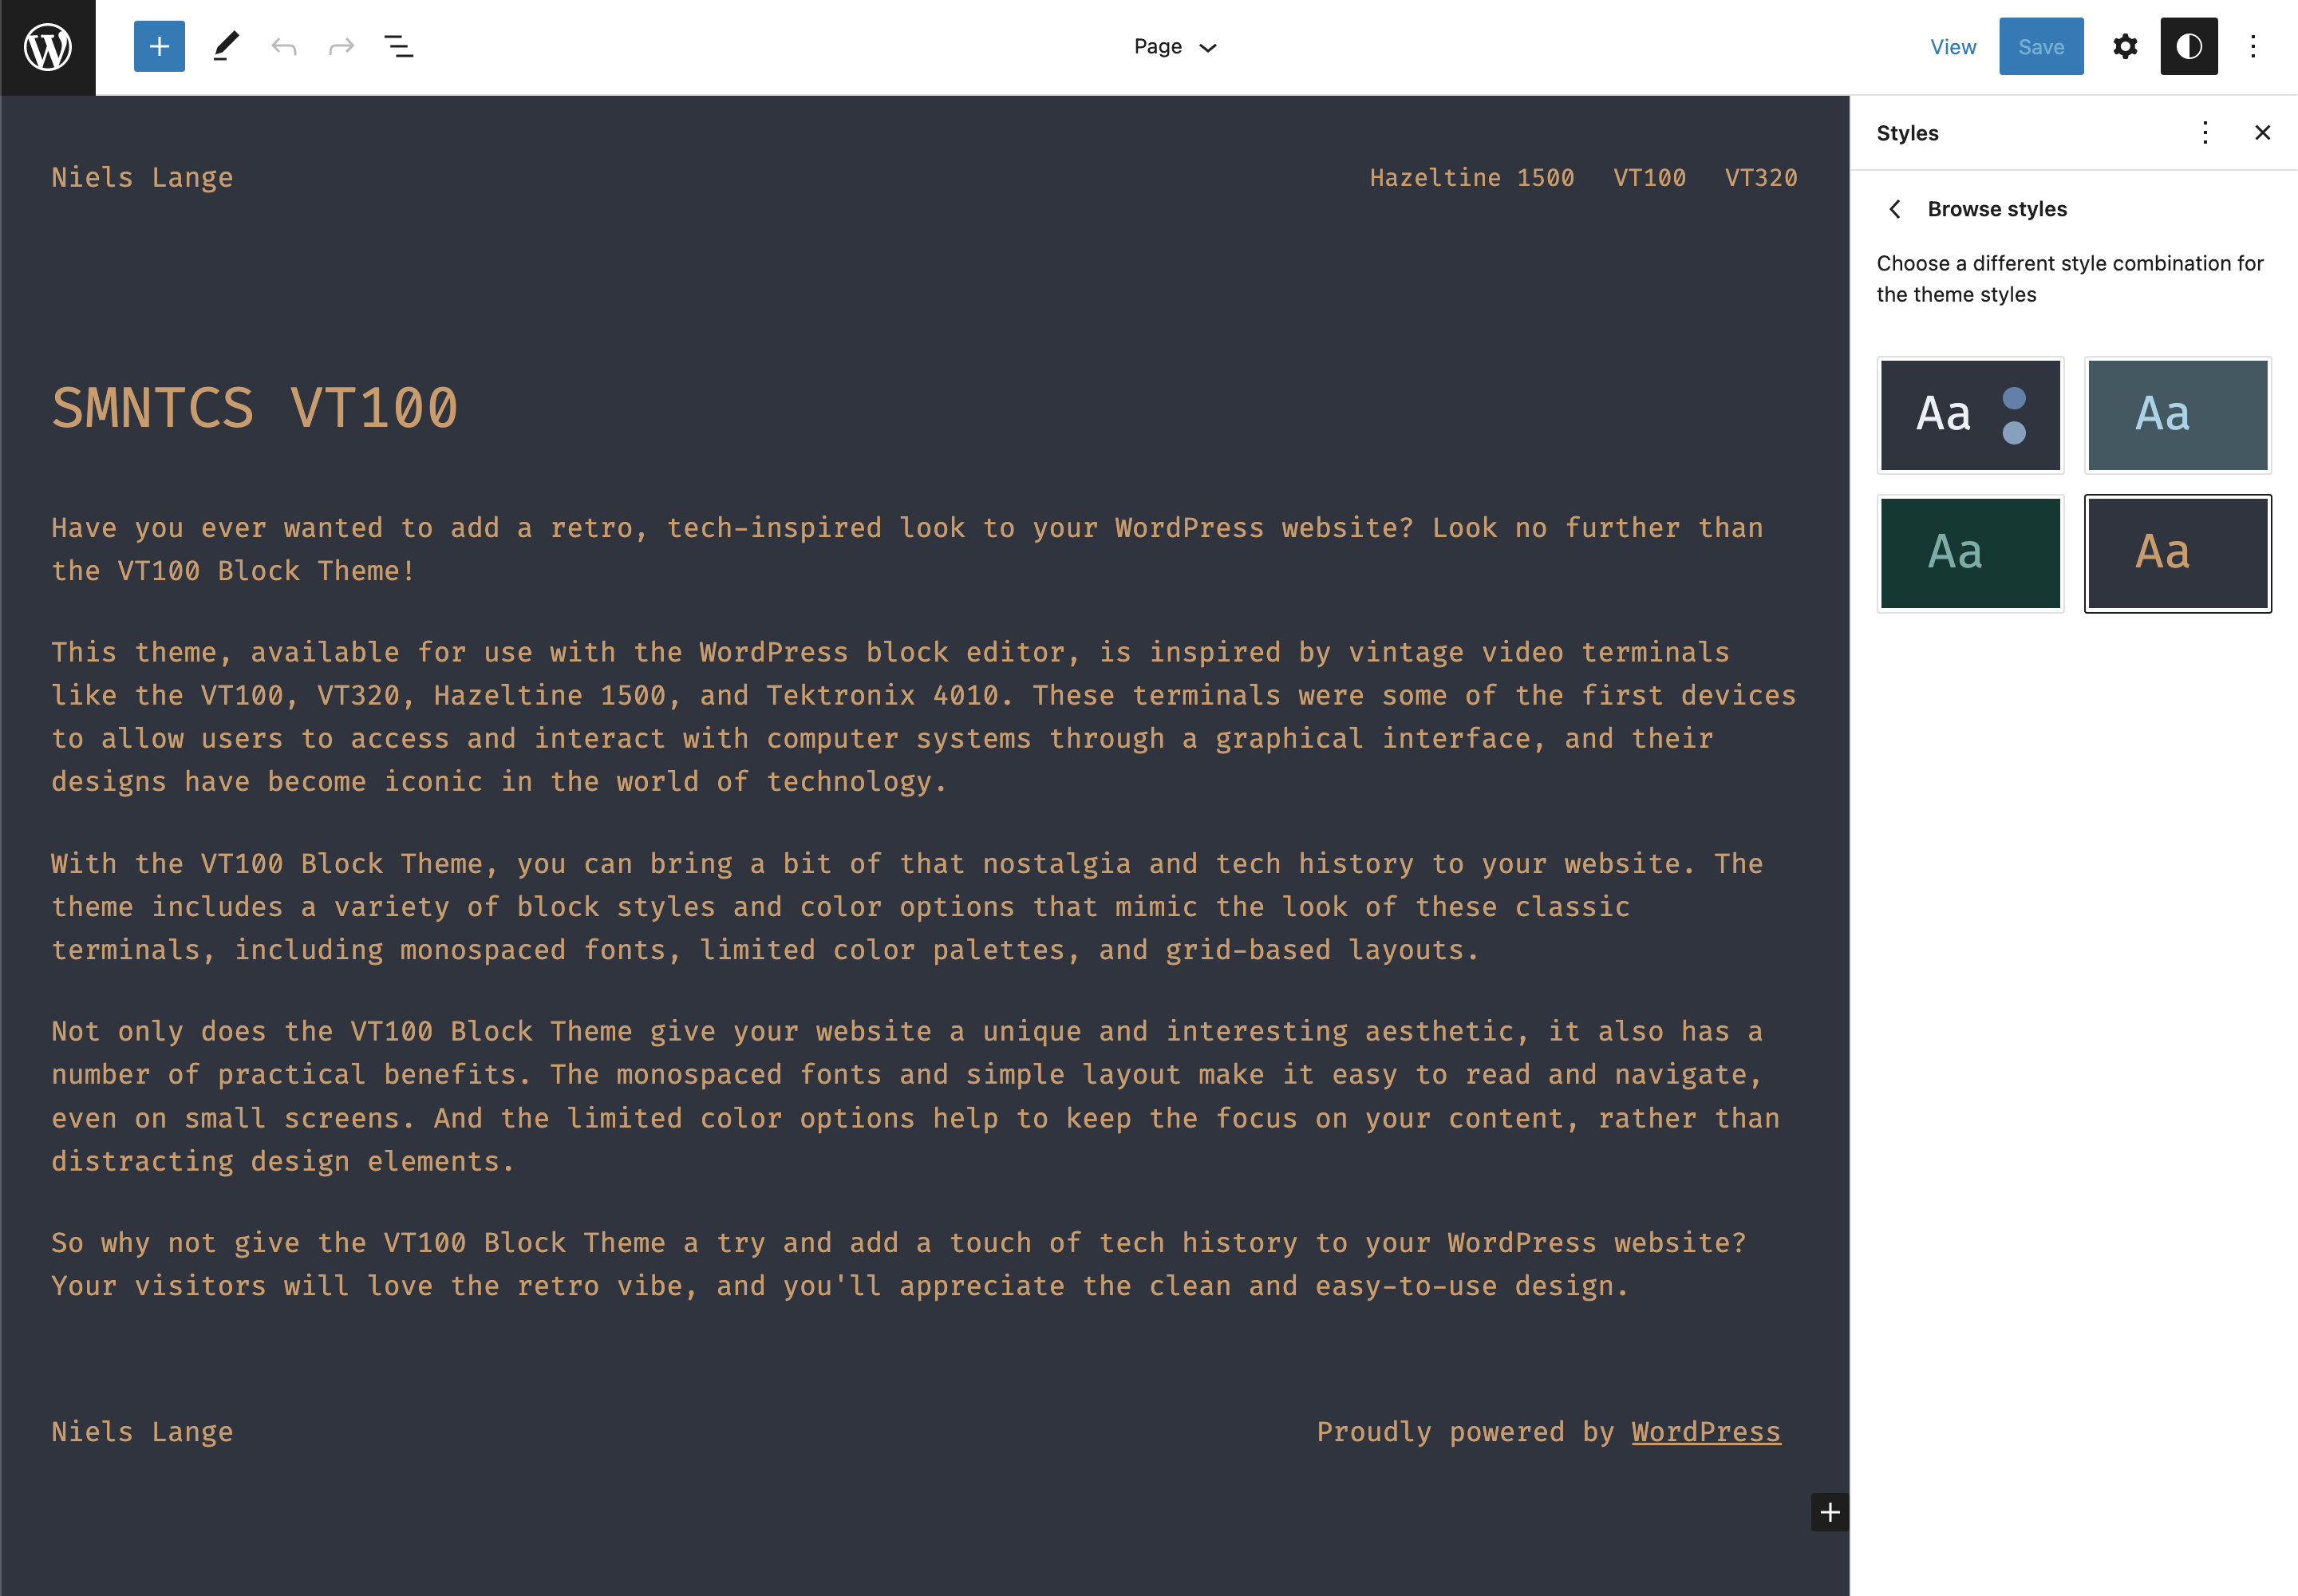 Page
View
Save
Niels Lange
Hazeltine 1500 VT100 VT320
SMNTCS VT100
Have you ever wanted to add a retro, tech-inspired look to your WordPress website? Look no further than
the VT100 Block Theme!
This theme, available for use with the WordPress block editor, is inspired by vintage video terminals
like the VT100, VT320, Hazeltine 1500, and Tektronix 4010. These terminals were some of the first devices
to allow users to access and interact with computer systems through a graphical interface, and their
designs have become iconic in the world of technology.
With the VT100 Block Theme, you can bring a bit of that nostalgia and tech history to your website. The
theme includes a variety of block styles and color options that mimic the look of these classic
terminals, including monospaced fonts, limited color palettes, and grid-based layouts.
Not only does the VT100 Block Theme give your website a unique and interesting aesthetic, it also has a
number of practical benefits. The monospaced fonts and simple layout make it easy to read and navigate,
even on small screens. And the limited color options help to keep the focus on your content, rather than
distracting design elements.
So why not give the VT100 Block Theme a try and add a touch of tech history to your WordPress website?
Your visitors will love the retro vibe, and you'll appreciate the clean and easy-to-use design.
Niels Lange
Proudly powered by WordPress
Styles
Browse styles
Choose a different style combination for
the theme styles
Aa
Aa
Aa
Aa